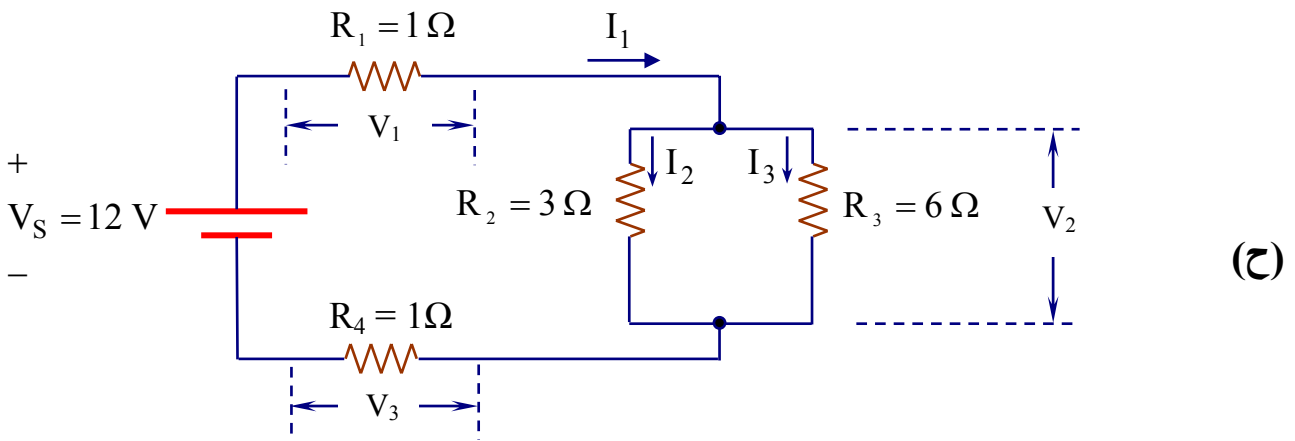 R₁ = 1 Ω
I₁
V₁
+
V_S = 12 V
−
R₂ = 3 Ω
I₂
I₃
R₃ = 6 Ω
V₂
(ح)
R₄ = 1Ω
V₃